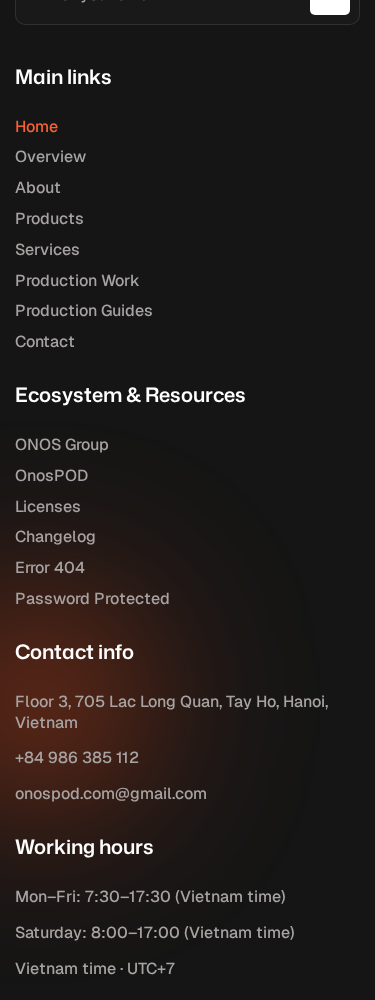 Main links
Home
Overview
About
Products
Services
Production Work
Production Guides
Contact
Ecosystem & Resources
ONOS Group
OnosPOD
Licenses
Changelog
Error 404
Password Protected
Contact info
Floor 3, 705 Lac Long Quan, Tay Ho, Hanoi,
Vietnam
+84 986 385 112
onospod.com@gmail.com
Working hours
Mon–Fri: 7:30–17:30 (Vietnam time)
Saturday: 8:00–17:00 (Vietnam time)
Vietnam time · UTC+7